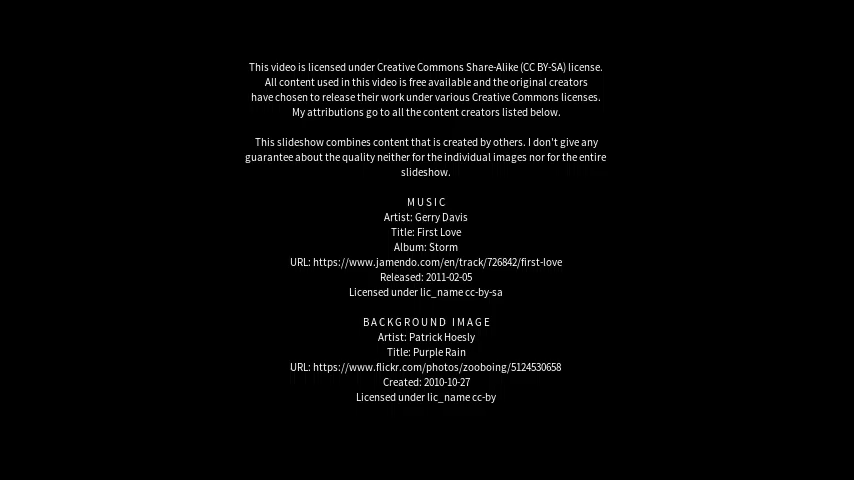 This video is licensed under Creative Commons Share-Alike (CC BY-SA) license.
All content used in this video is free available and the original creators
have chosen to release their work under various Creative Commons licenses.
My attributions go to all the content creators listed below.
This slideshow combines content that is created by others. I don't give any
guarantee about the quality neither for the individual images nor for the entire
slideshow.
MUSIC
Artist: Gerry Davis
Title: First Love
Album: Storm
URL: https://www.jamendo.com/en/track/726842/first-love
Released: 2011-02-05
Licensed under lic_name cc-by-sa
BACKGROUND IMAGE
Artist: Patrick Hoesly
Title: Purple Rain
URL: https://www.flickr.com/photos/zooboing/5124530658
Created: 2010-10-27
Licensed under lic_name cc-by